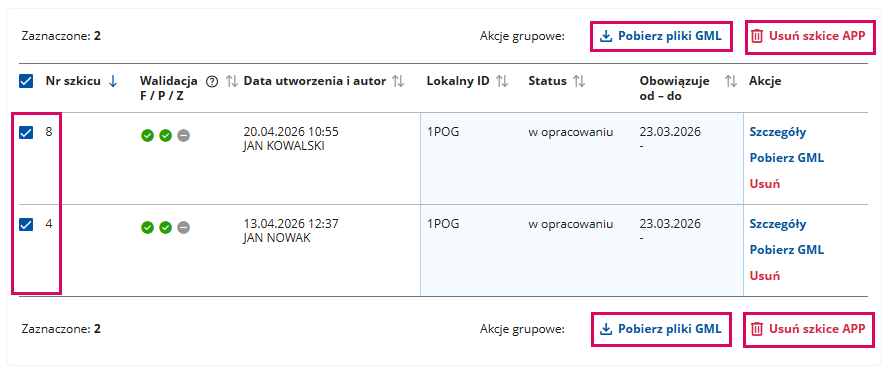 Zaznaczone: 2 Akcje grupowe: Pobierz pliki GML Usuń szkice APP
Nr szkicu Walidacja F / P / Z Data utworzenia i autor Lokalny ID Status Obowiązuje od – do Akcje
8 20.04.2026 10:55 1POG w opracowaniu 23.03.2026 Szczegóły
JAN KOWALSKI - Pobierz GML
Usuń
4 13.04.2026 12:37 1POG w opracowaniu 23.03.2026 Szczegóły
JAN NOWAK - Pobierz GML
Usuń
Zaznaczone: 2 Akcje grupowe: Pobierz pliki GML Usuń szkice APP